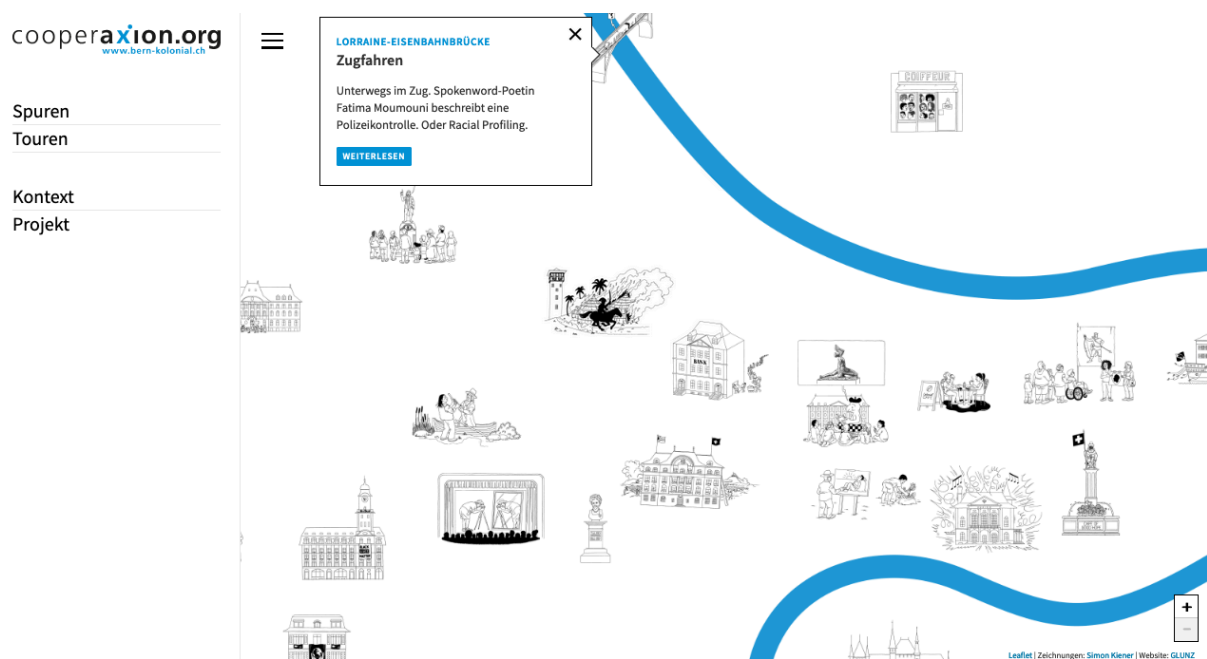 cooperaxion.org
www.bern-kolonial.ch
Spuren
Touren
Kontext
Projekt
LORRAINE-EISENBAHNBRÜCKE
Zugfahren
Unterwegs im Zug. Spokenword-Poetin
Fatima Moumouni beschreibt eine
Polizeikontrolle. Oder Racial Profiling.
WEITERLESEN
COIFFEUR
+
−
Leaflet | Zeichnungen: Simon Kiener | Website: GLUNZ